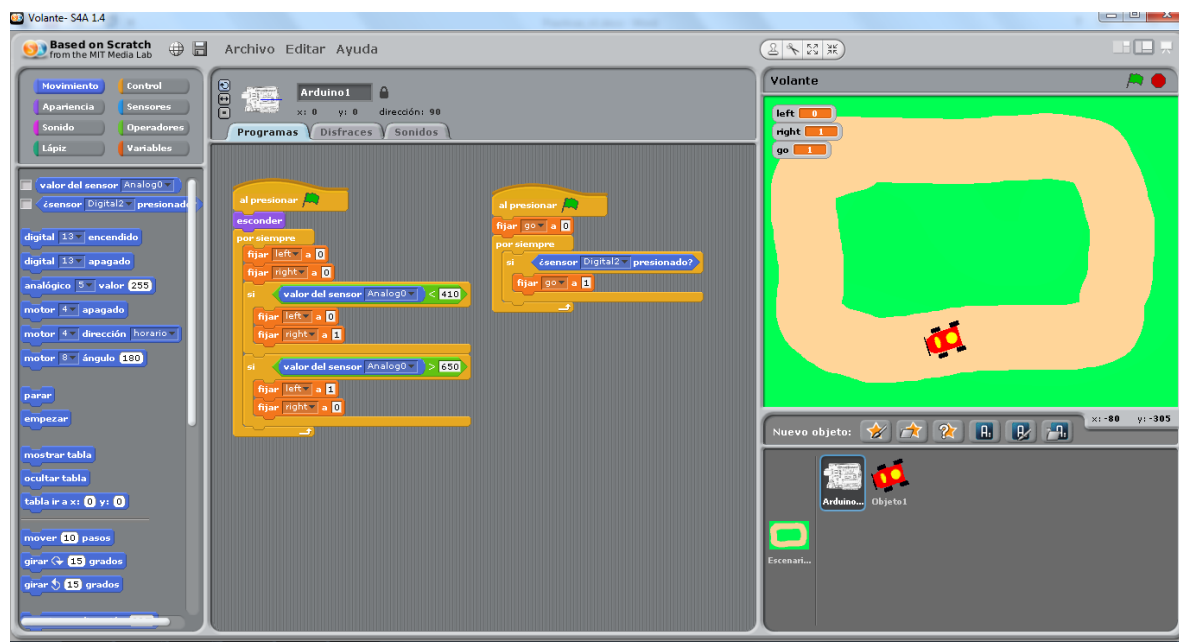 Volante- S4A 1.4
Based on Scratch
from the MIT Media Lab
Archivo Editar Ayuda
Movimiento Control
Apariencia Sensores
Sonido Operadores
Lápiz Variables
valor del sensor Analog0
¿sensor Digital2 presionado
digital 13 encendido
digital 13 apagado
analógico 5 valor 255
motor 4 apagado
motor 4 dirección horario
motor 8 ángulo 180
parar
empezar
mostrar tabla
ocultar tabla
tabla ir a x: 0 y: 0
mover 10 pasos
girar 15 grados
girar 15 grados
Arduino1
x: 0 y: 0 dirección: 90
Programas Disfraces Sonidos
al presionar
esconder
por siempre
fijar left a 0
fijar right a 0
si valor del sensor Analog0 < 410
fijar left a 0
fijar right a 1
si valor del sensor Analog0 > 650
fijar left a 1
fijar right a 0
al presionar
fijar go a 0
por siempre
si ¿sensor Digital2 presionado?
fijar go a 1
Volante
left 0
right 1
go 1
x: -80 y: -305
Nuevo objeto:
Arduino...
Objeto1
Escenari...